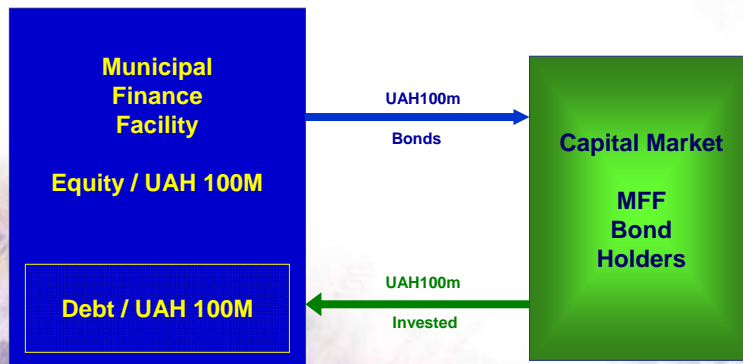 Municipal
Finance
Facility
Equity / UAH 100M
Debt / UAH 100M
UAH100m
Bonds
UAH100m
Invested
Capital Market
MFF
Bond
Holders